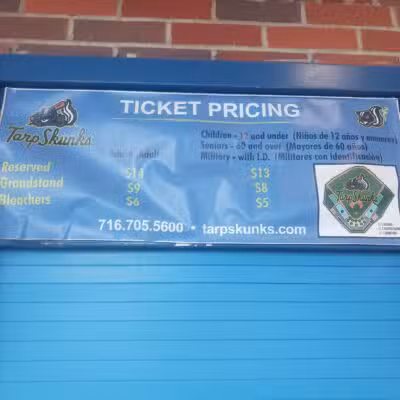 TICKET PRICING
Tarp Skunks
Children - 12 and under (Niños de 12 años y menores)
Seniors - 60 and over (Mayores de 60 años)
Military - with I.D. (Militares con identificación)
Reserved $14 $13
Grandstand $9 $8
Bleachers $6 $5
716.705.5600 • tarpskunks.com